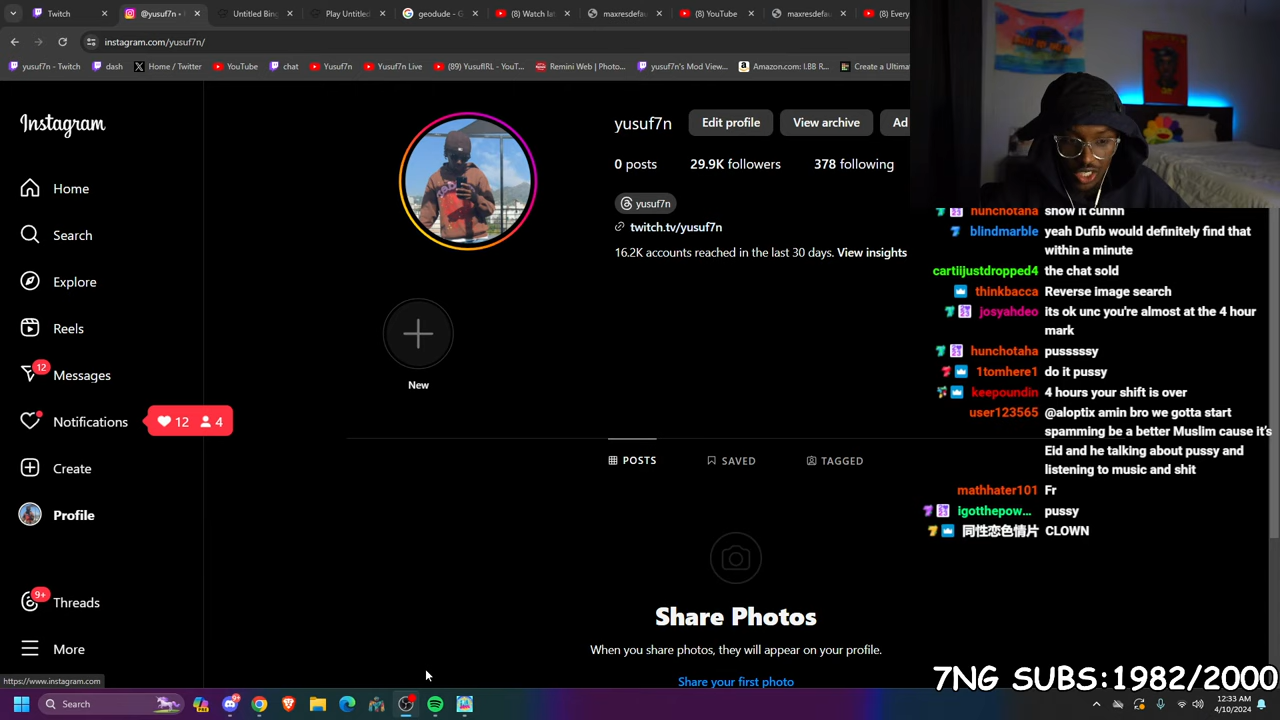 Twitch
@yusuf7n •
Untitled Bing
Play Untitled
geodude - G
(8) Watch lat
maxresdefau
(8) YouTube
maxresdefau
(8) Every
instagram.com/yusuf7n/
yusuf7n - Twitch
dash
Home / Twitter
YouTube
chat
Yusuf7n
Yusuf7n Live
(89) YusufIRL - YouT...
Remini Web | Photo...
yusuf7n's Mod View...
Amazon.com: LBB R...
Create a Ultimate
Instagram
Home
Search
Explore
Reels
12
Messages
Notifications
12 4
Create
Profile
9+
Threads
More
https://www.instagram.com
yusuf7n
Edit profile
View archive
Ad
0 posts
29.9K followers
378 following
yusuf7n
twitch.tv/yusuf7n
16.2K accounts reached in the last 30 days. View insights
New
POSTS
SAVED
TAGGED
Share Photos
When you share photos, they will appear on your profile.
Share your first photo
hunchotaha show it cuhhh
blindmarble yeah Dufib would definitely find that
within a minute
cartiijustdropped4 the chat sold
thinkbacca Reverse image search
josyahdeo its ok unc you're almost at the 4 hour
mark
hunchotaha pusssssy
1tomhere1 do it pussy
keepoundin 4 hours your shift is over
user123565 @aloptix amin bro we gotta start
spamming be a better Muslim cause it's
Eid and he talking about pussy and
listening to music and shit
mathhater101 Fr
igotthepow... pussy
同性恋色情片 CLOWN
7NG SUBS:1982/2000
Search
12:33 AM
4/10/2024